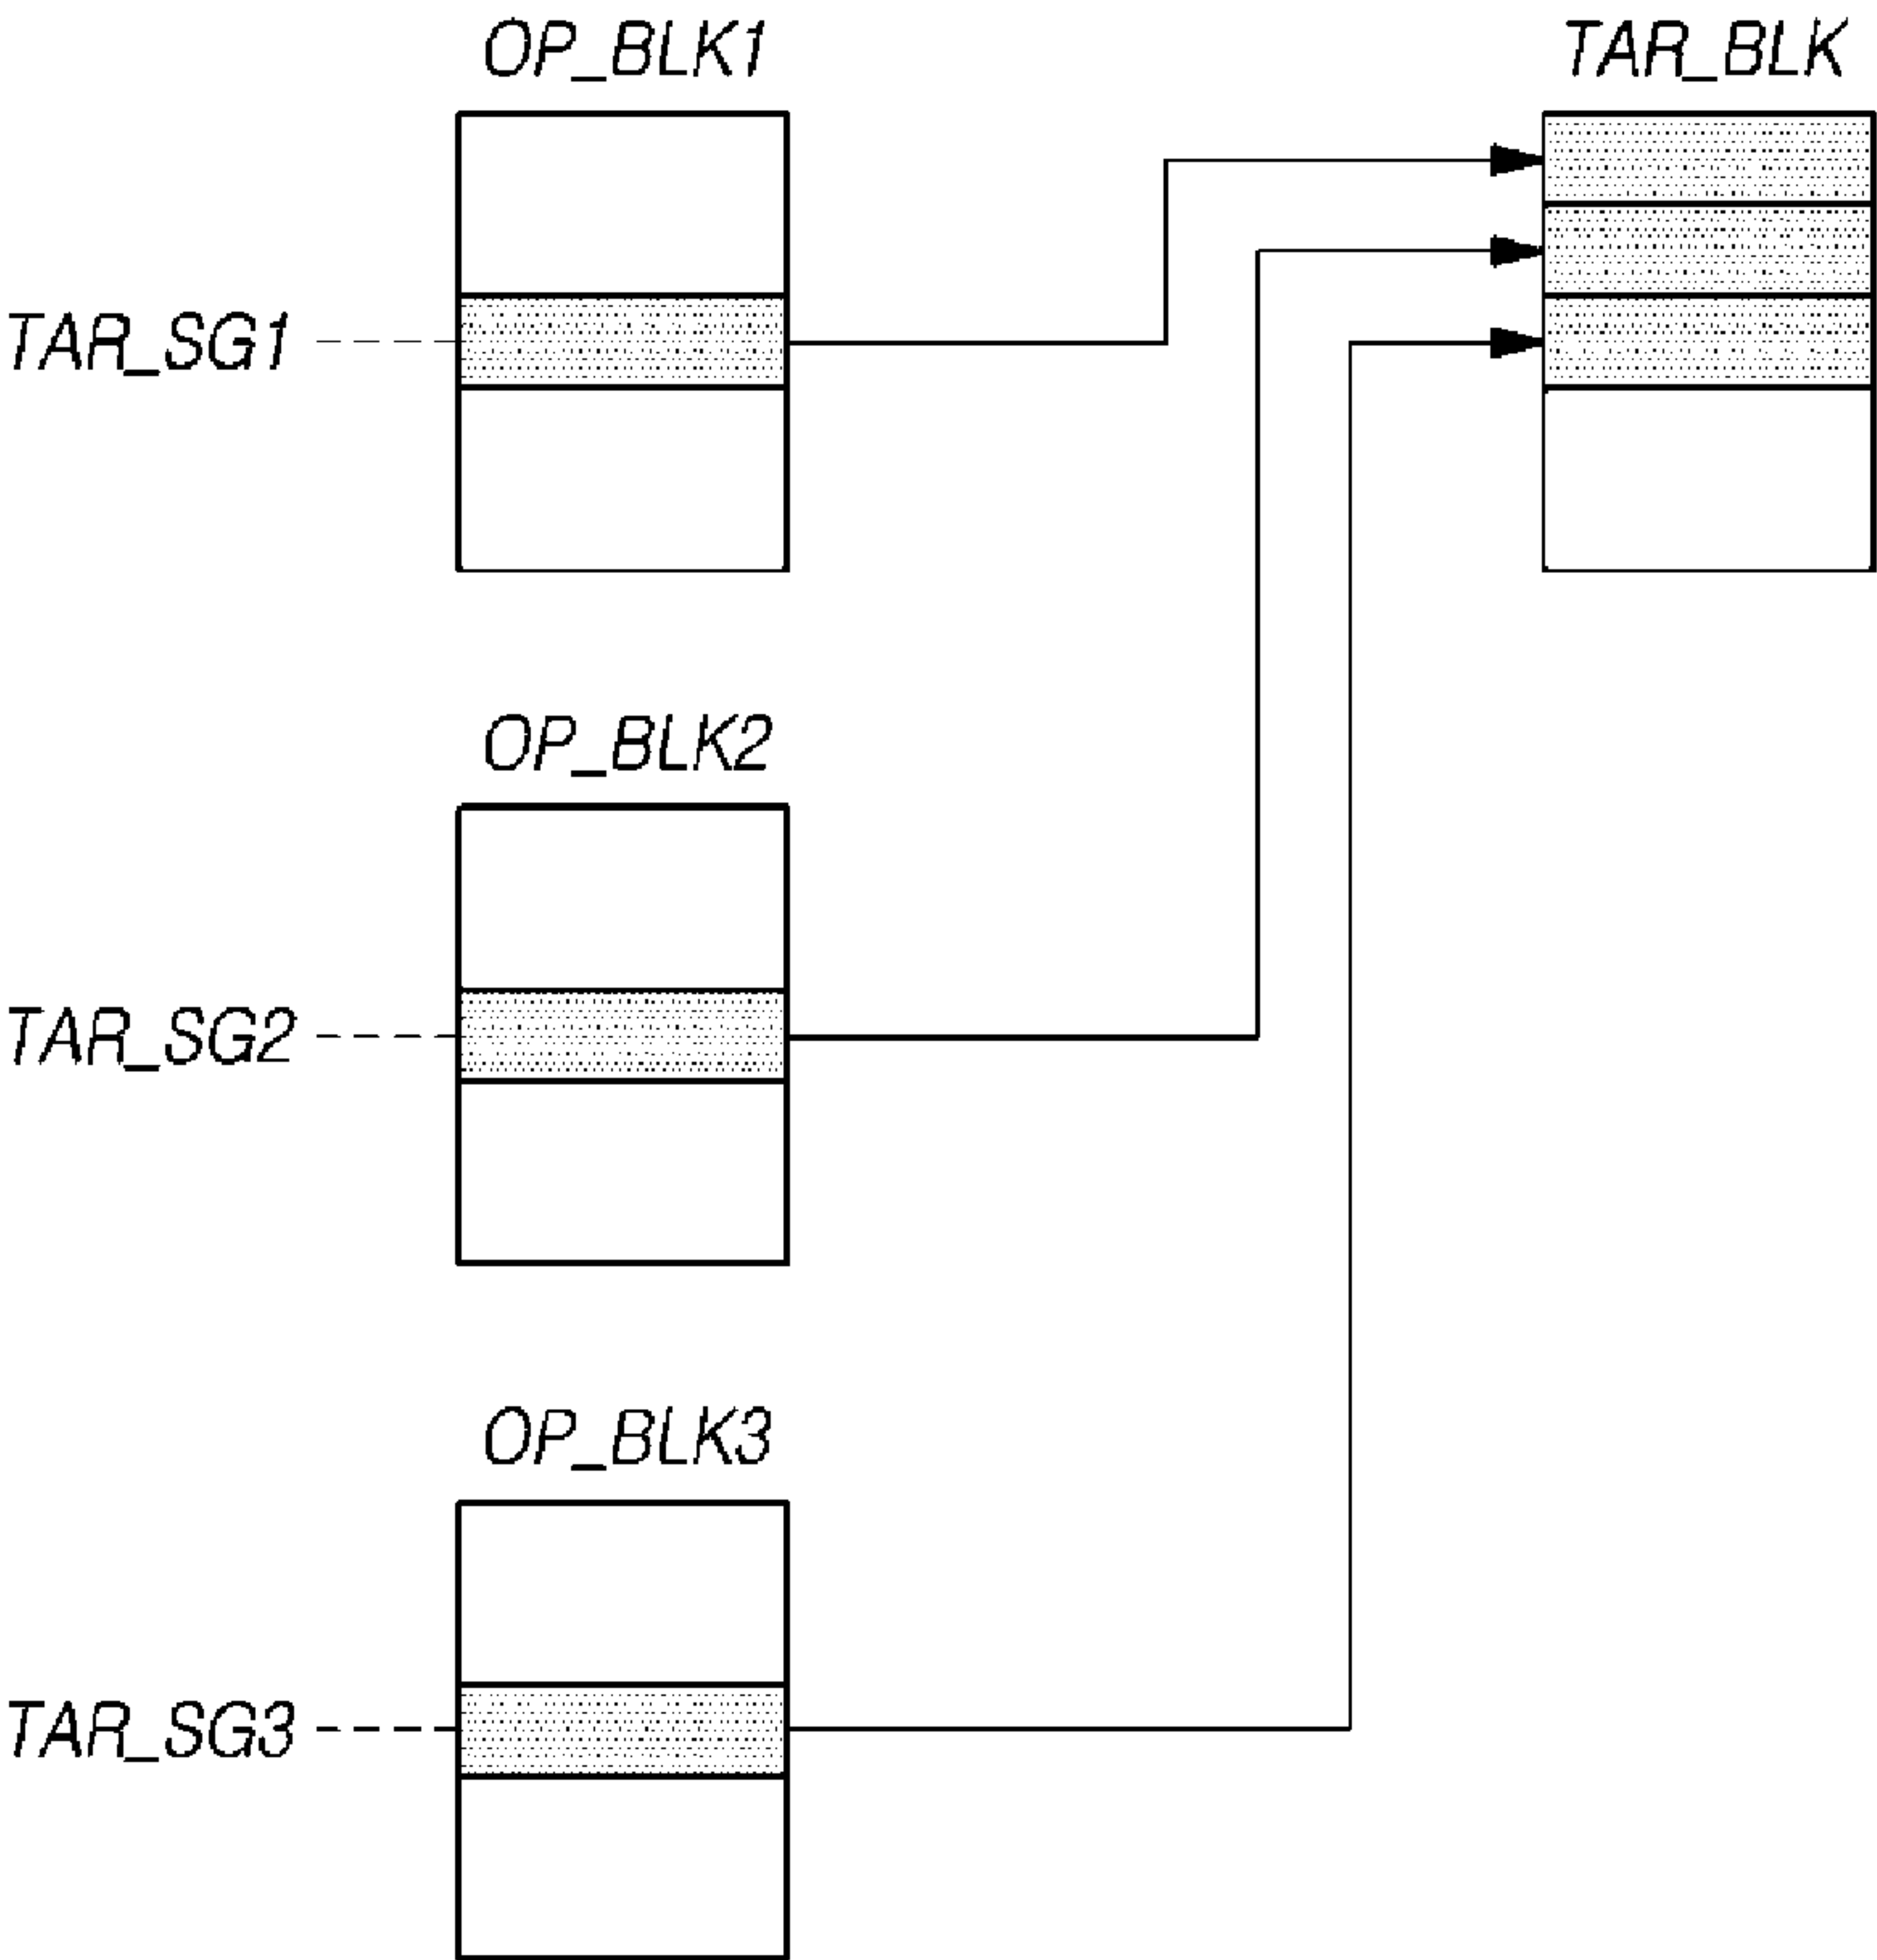 OP_BLK1
TAR_BLK
TAR_SG1
OP_BLK2
TAR_SG2
OP_BLK3
TAR_SG3